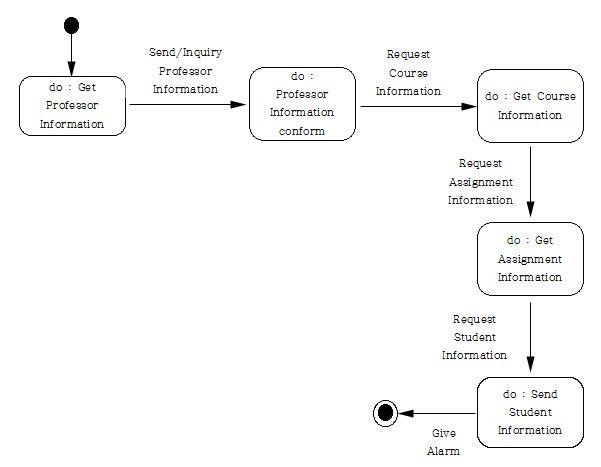 do : Get
Professor
Information
Send/Inquiry
Professor
Information
do :
Professor
Information
conform
Request
Course
Information
do : Get Course
Information
Request
Assignment
Information
do : Get
Assignment
Information
Request
Student
Information
do : Send
Student
Information
Give
Alarm